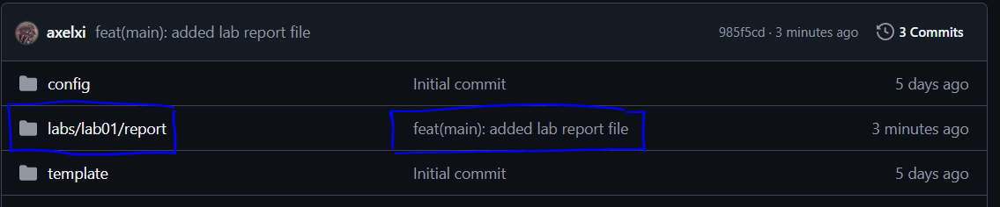 axelxi feat(main): added lab report file 985f5cd · 3 minutes ago 3 Commits
config Initial commit 5 days ago
labs/lab01/report feat(main): added lab report file 3 minutes ago
template Initial commit 5 days ago